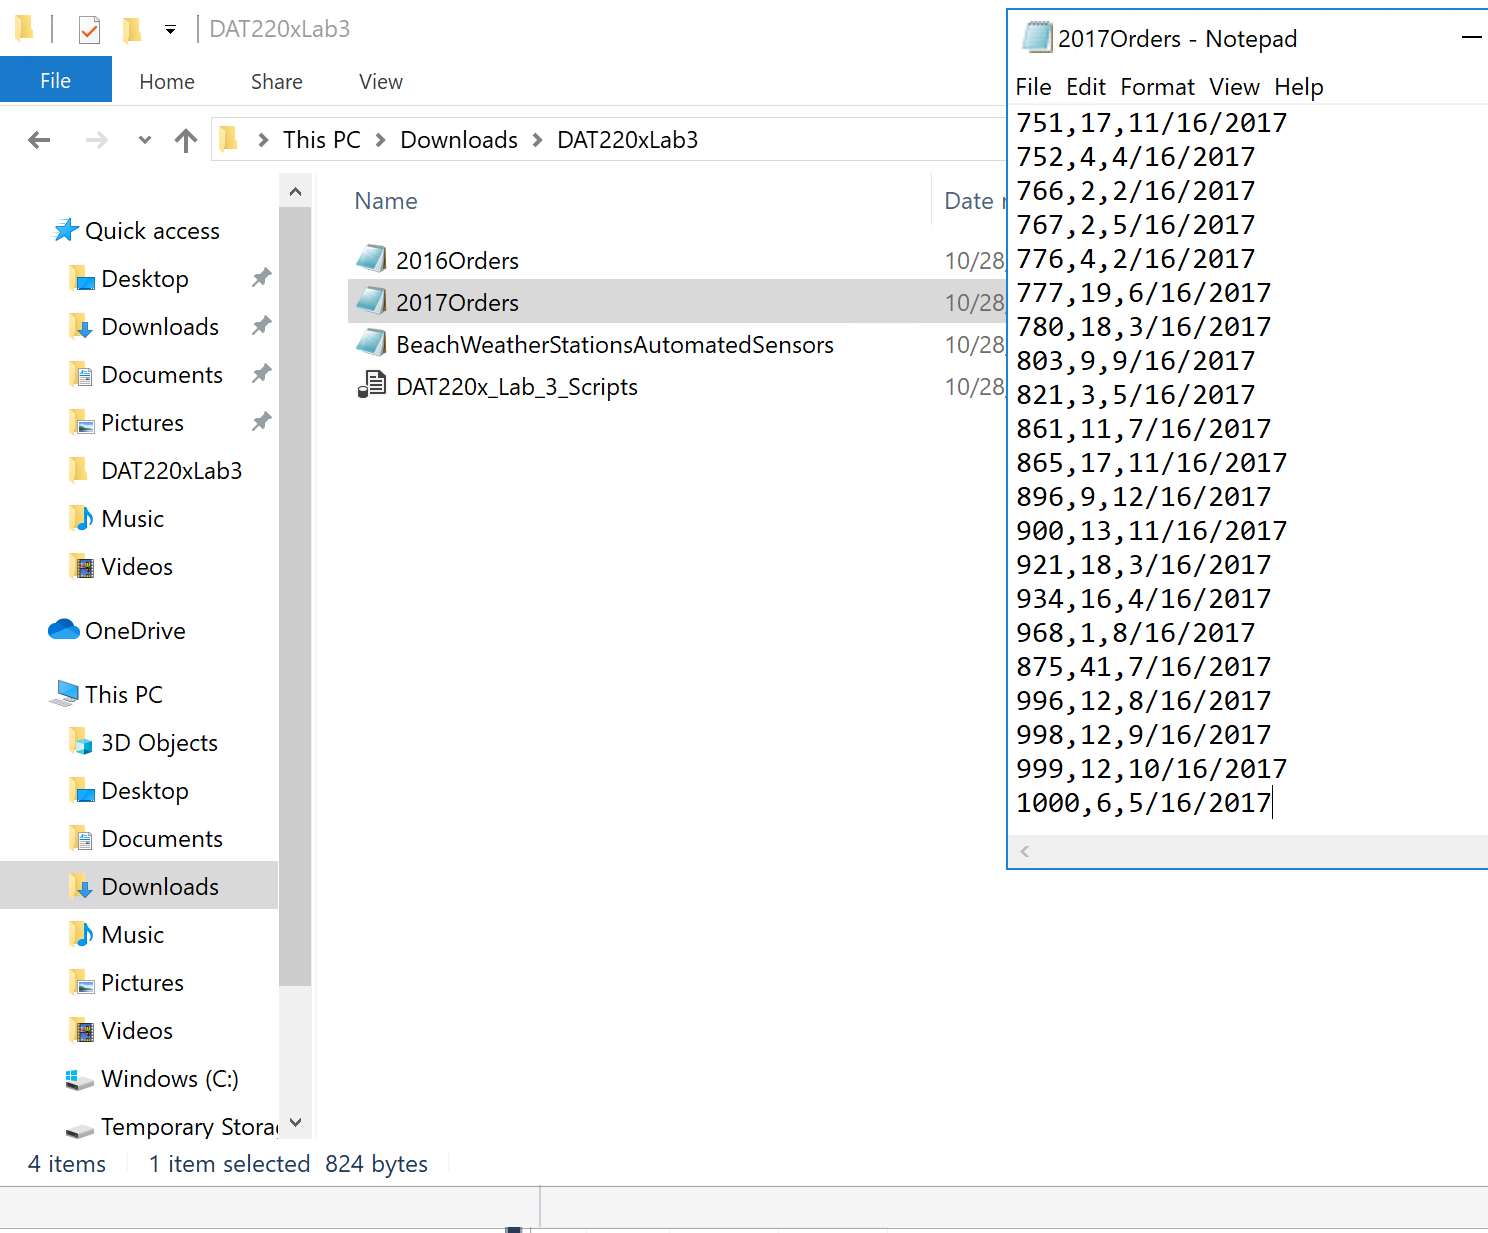 DAT220xLab3
File Home Share View
This PC Downloads DAT220xLab3
Quick access
Desktop
Downloads
Documents
Pictures
DAT220xLab3
Music
Videos
OneDrive
This PC
3D Objects
Desktop
Documents
Downloads
Music
Pictures
Videos
Windows (C:)
Temporary
Name Date
2016Orders 10/28
2017Orders 10/28
BeachWeatherStationsAutomatedSensors 10/28
DAT220x_Lab_3_Scripts 10/28
4 items 1 item selected 824 bytes
2017Orders - Notepad
File Edit Format View Help
751,17,11/16/2017
752,4,4/16/2017
766,2,2/16/2017
767,2,5/16/2017
776,4,2/16/2017
777,19,6/16/2017
780,18,3/16/2017
803,9,9/16/2017
821,3,5/16/2017
861,11,7/16/2017
865,17,11/16/2017
896,9,12/16/2017
900,13,11/16/2017
921,18,3/16/2017
934,16,4/16/2017
968,1,8/16/2017
875,41,7/16/2017
996,12,8/16/2017
998,12,9/16/2017
999,12,10/16/2017
1000,6,5/16/2017